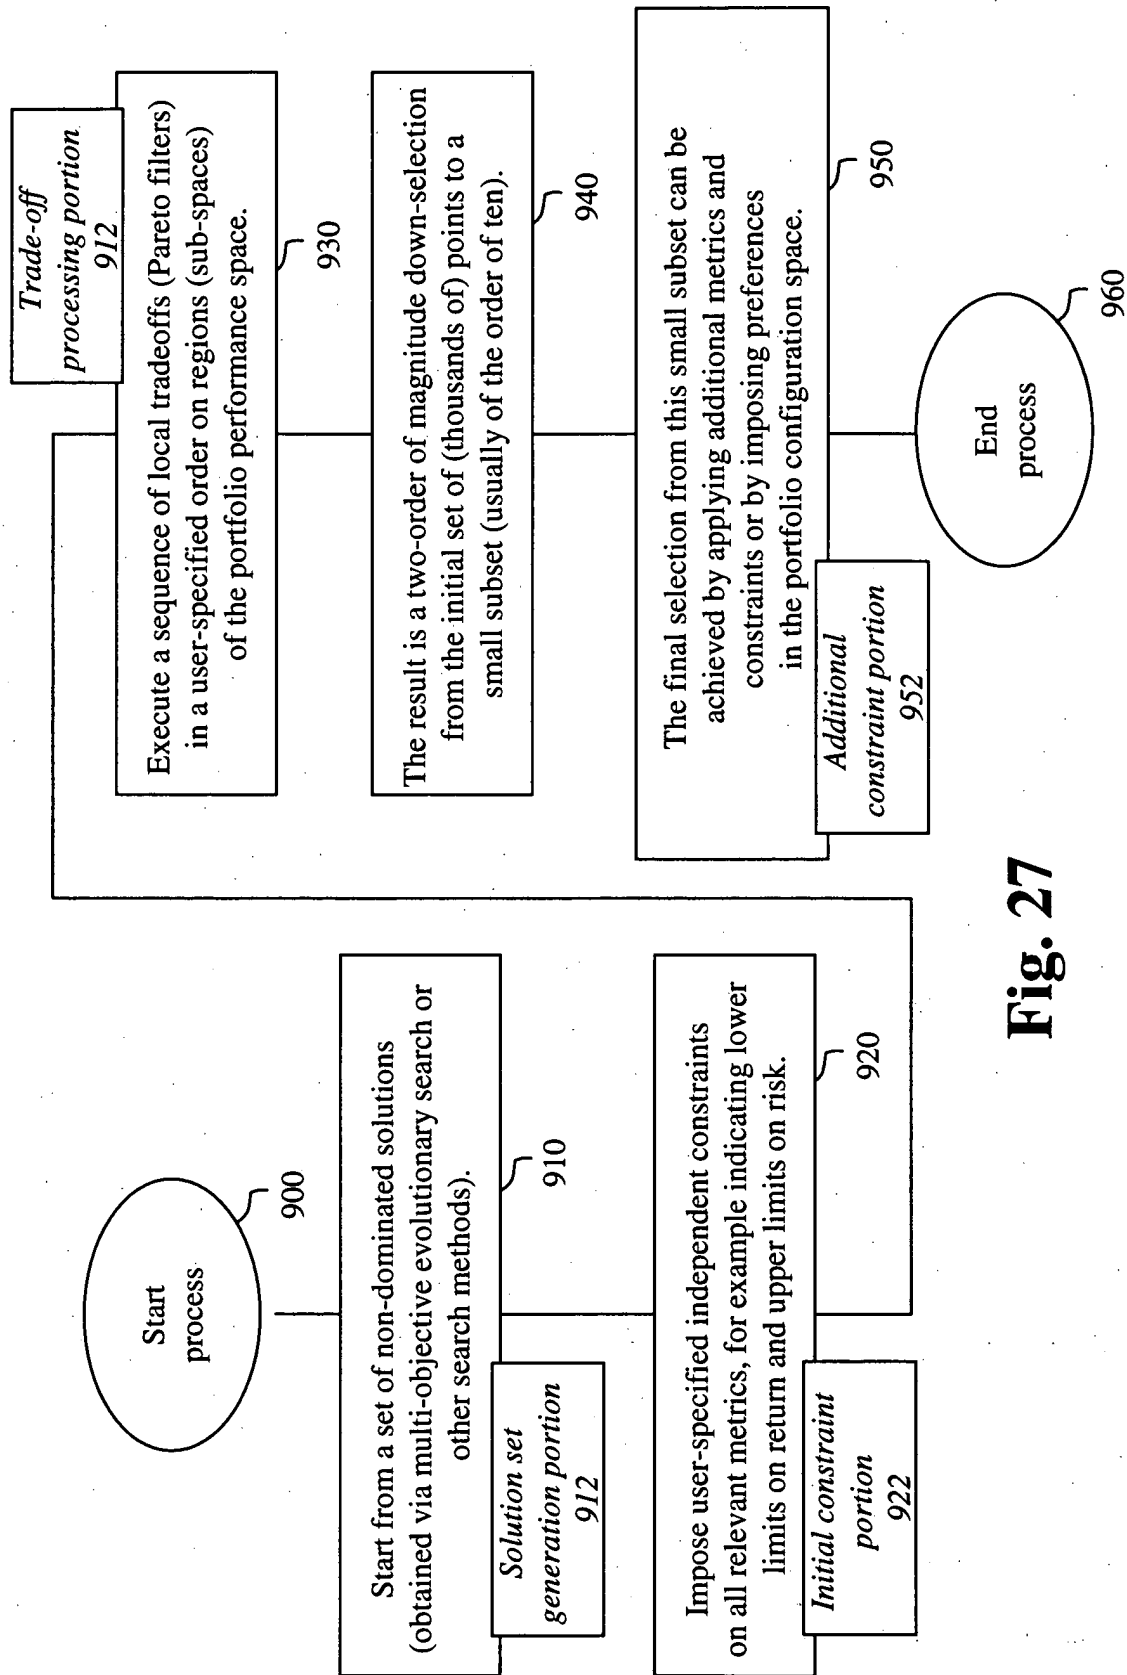 Start
process
900
Start from a set of non-dominated solutions
(obtained via multi-objective evolutionary search or
other search methods).
910
Solution set
generation portion
912
Impose user-specified independent constraints
on all relevant metrics, for example indicating lower
limits on return and upper limits on risk.
920
Initial constraint
portion
922
Trade-off
processing portion
912
Execute a sequence of local tradeoffs (Pareto filters)
in a user-specified order on regions (sub-spaces)
of the portfolio performance space.
930
The result is a two-order of magnitude down-selection
from the initial set of (thousands of) points to a
small subset (usually of the order of ten).
940
The final selection from this small subset can be
achieved by applying additional metrics and
constraints or by imposing preferences
in the portfolio configuration space.
950
Additional
constraint portion
952
End
process
960
Fig. 27